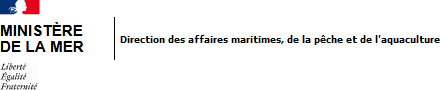 MINISTÈRE
DE LA MER
Liberté
Égalité
Fraternité
Direction des affaires maritimes, de la pêche et de l'aquaculture